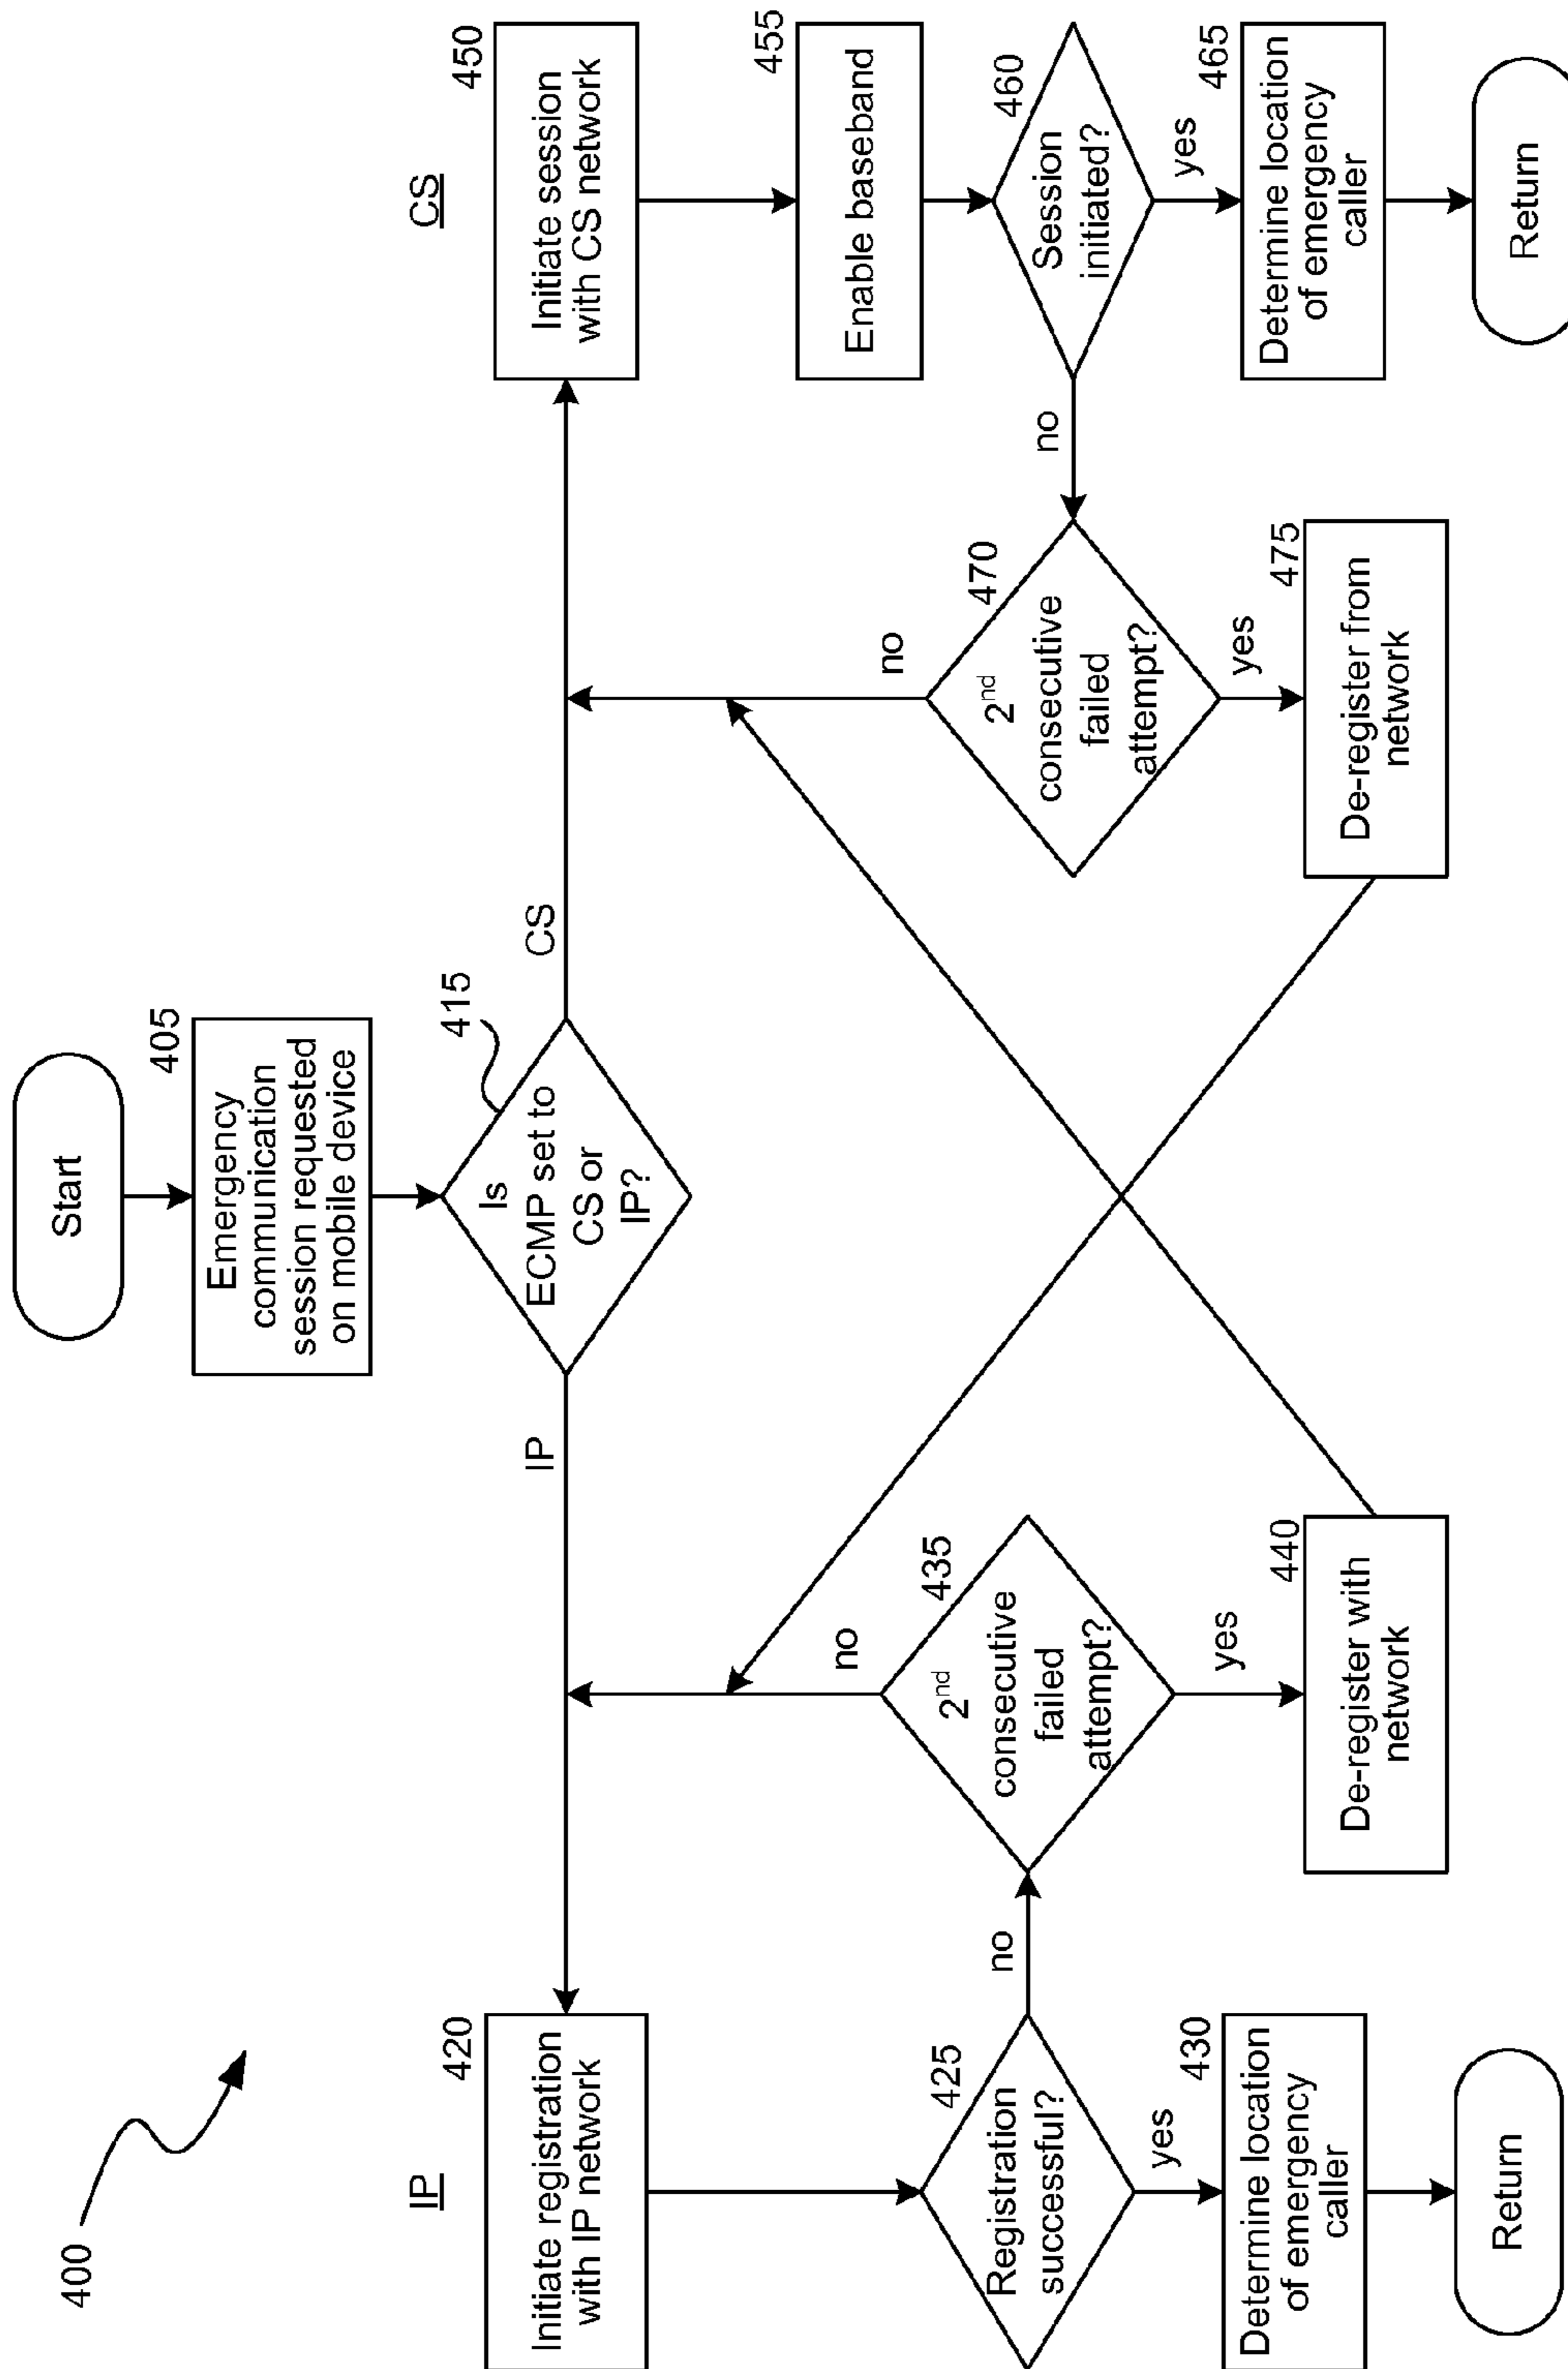 400
Start
405
Emergency
communication
session requested
on mobile device
415
Is
ECMP set to
CS or
IP?
IP
CS
IP
420
Initiate registration
with IP network
425
Registration
successful?
no
yes
430
Determine location
of emergency
caller
Return
435
2nd
consecutive
failed
attempt?
no
yes
440
De-register with
network
CS
450
Initiate session
with CS network
455
Enable baseband
460
Session
initiated?
no
yes
465
Determine location
of emergency
caller
Return
470
2nd
consecutive
failed
attempt?
no
yes
475
De-register from
network